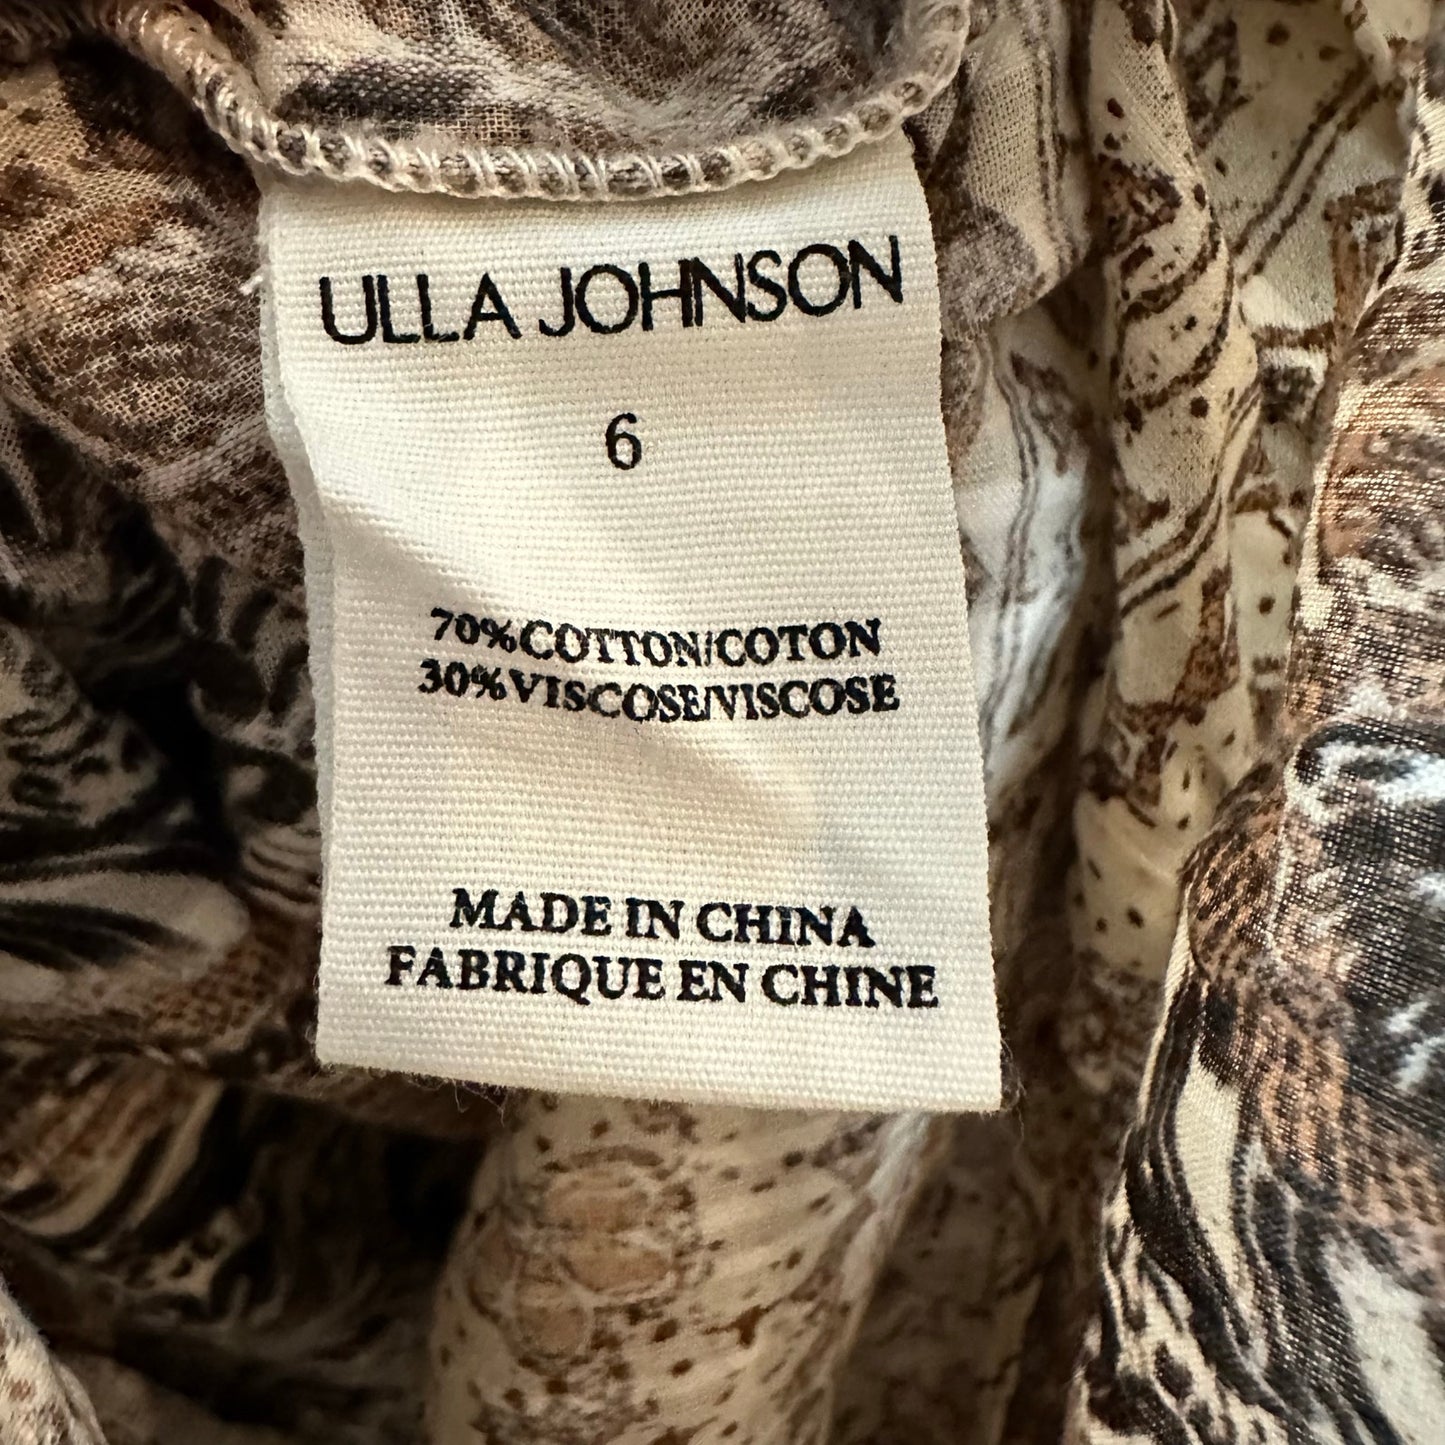 ULLA JOHNSON
6
70%COTTON/COTON
30%VISCOSE/VISCOSE
MADE IN CHINA
FABRIQUE EN CHINE